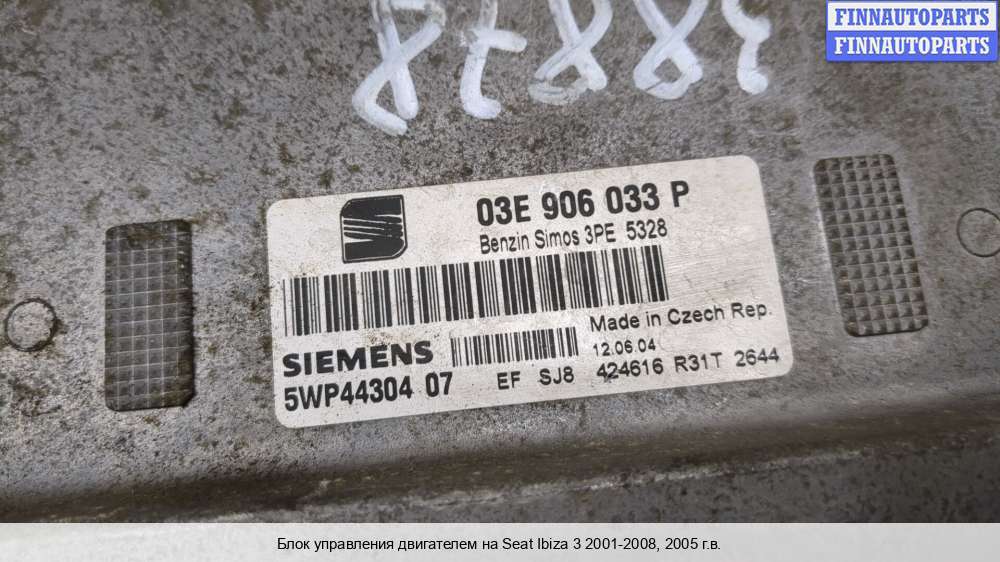 FINNAUTOPARTS
FINNAUTOPARTS
03E 906 033 P
Benzin Simos 3PE 5328
Made in Czech Rep.
SIEMENS
12.06.04
5WP44304 07
EF SJ8 424616 R31T 2644
Блок управления двигателем на Seat Ibiza 3 2001-2008, 2005 г.в.